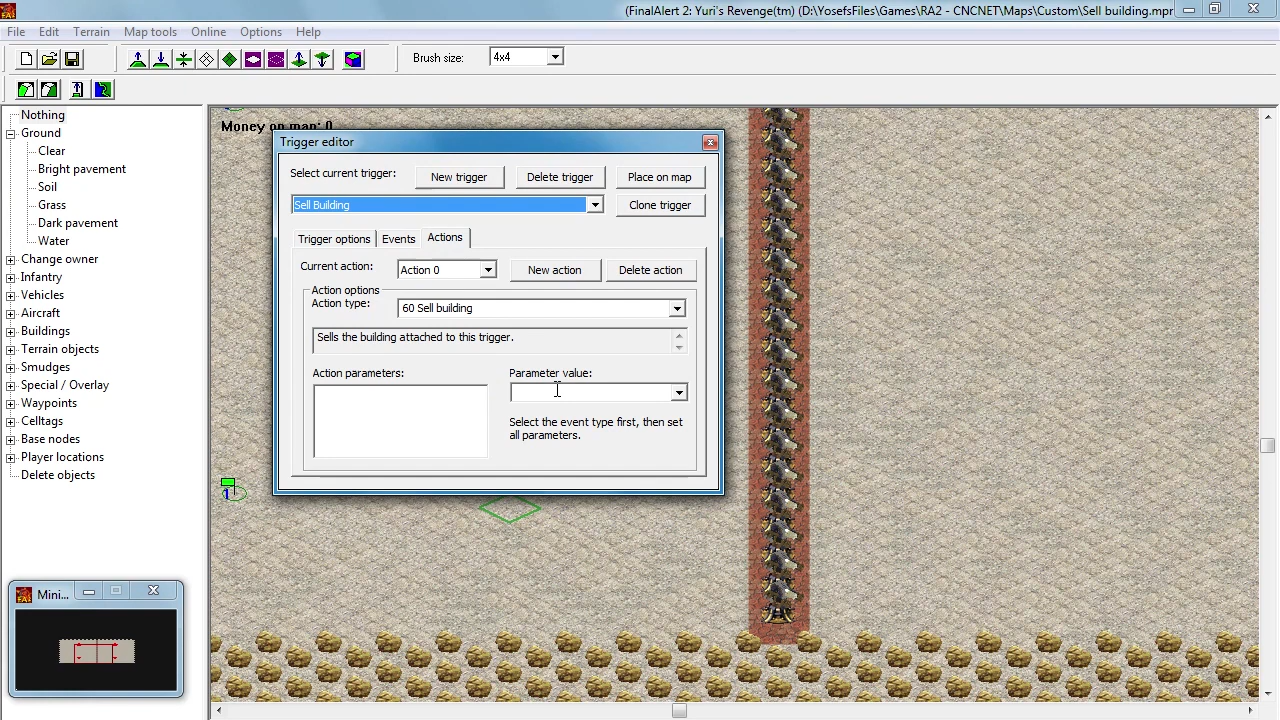 (FinalAlert 2: Yuri's Revenge(tm) (D:\YosefsFiles\Games\RA2 - CNCNET\Maps\Custom\Sell building.mpr
File Edit Terrain Map tools Online Options Help
Brush size: 4x4
Nothing
Ground
Clear
Bright pavement
Soil
Grass
Dark pavement
Water
Change owner
Infantry
Vehicles
Aircraft
Buildings
Terrain objects
Smudges
Special / Overlay
Waypoints
Celltags
Base nodes
Player locations
Delete objects
Mini...
Money on map: 0
Trigger editor
Select current trigger: New trigger Delete trigger Place on map
Sell Building Clone trigger
Trigger options Events Actions
Current action: Action 0 New action Delete action
Action options
Action type: 60 Sell building
Sells the building attached to this trigger.
Action parameters: Parameter value:
Select the event type first, then set
all parameters.
1